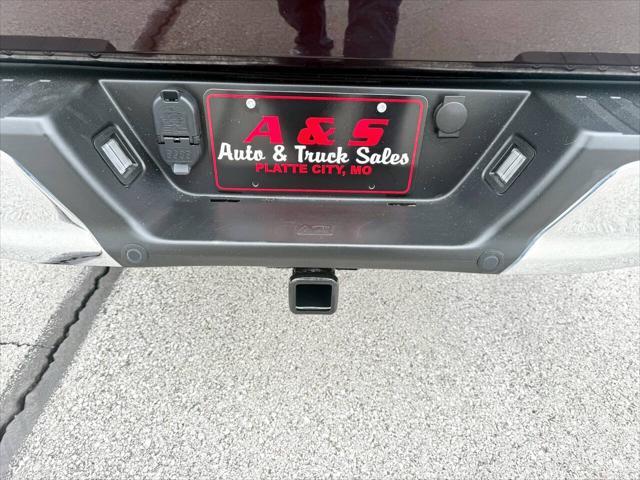 A & S
Auto & Truck Sales
PLATTE CITY, MO